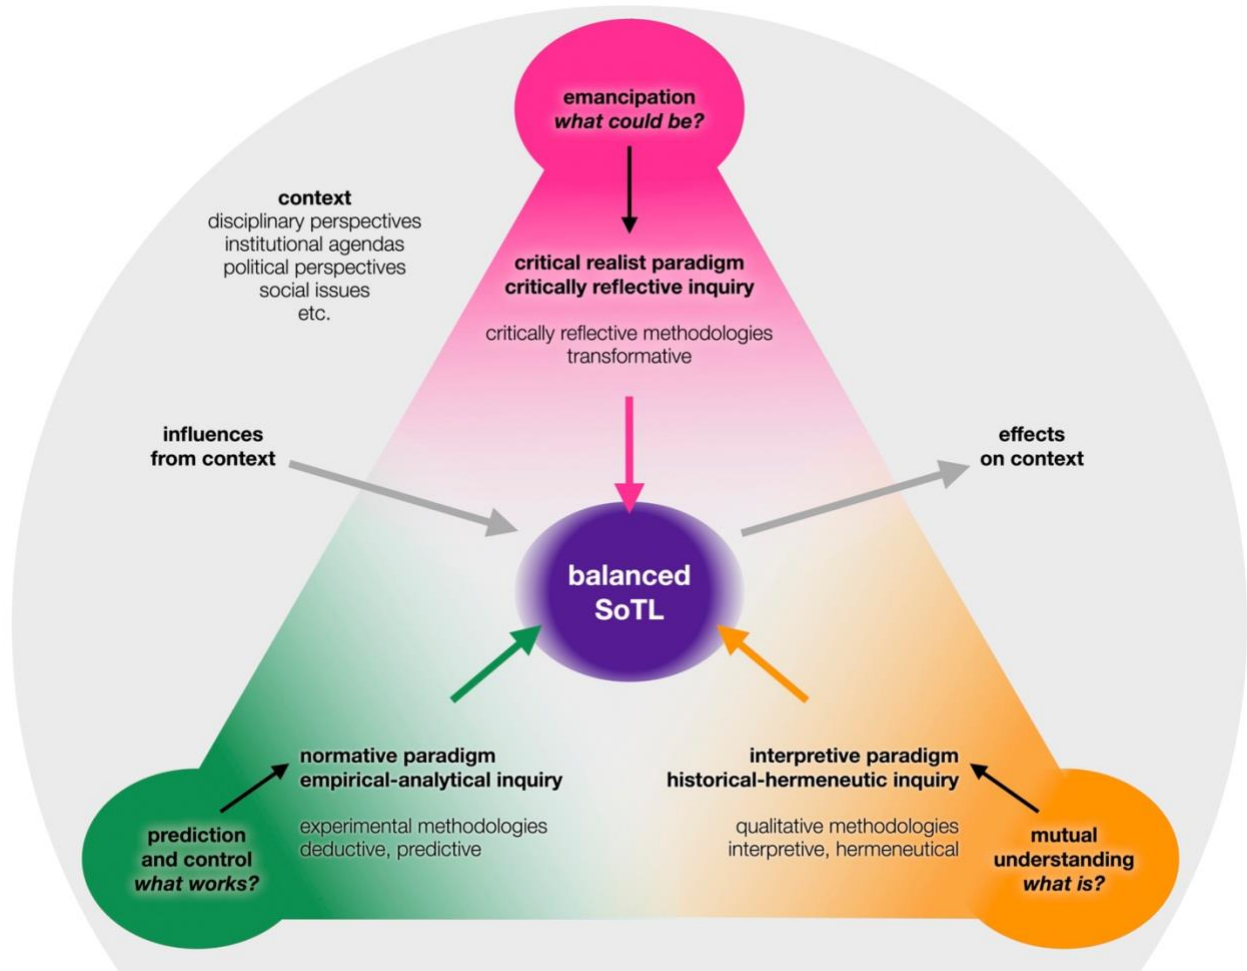 emancipation
what could be?
context
disciplinary perspectives
institutional agendas
political perspectives
social issues
etc.
critical realist paradigm
critically reflective inquiry
critically reflective methodologies
transformative
influences
from context
effects
on context
balanced
SoTL
normative paradigm
empirical-analytical inquiry
experimental methodologies
deductive, predictive
interpretive paradigm
historical-hermeneutic inquiry
qualitative methodologies
interpretive, hermeneutical
prediction
and control
what works?
mutual
understanding
what is?